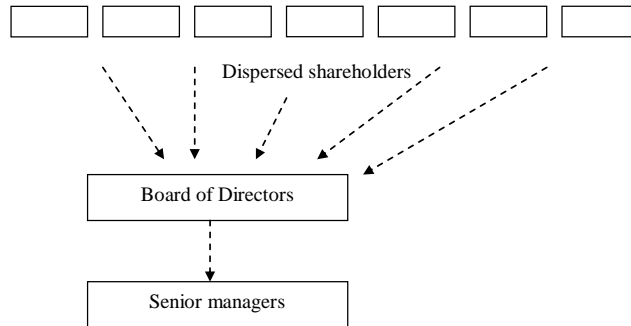 Dispersed shareholders
Board of Directors
Senior managers